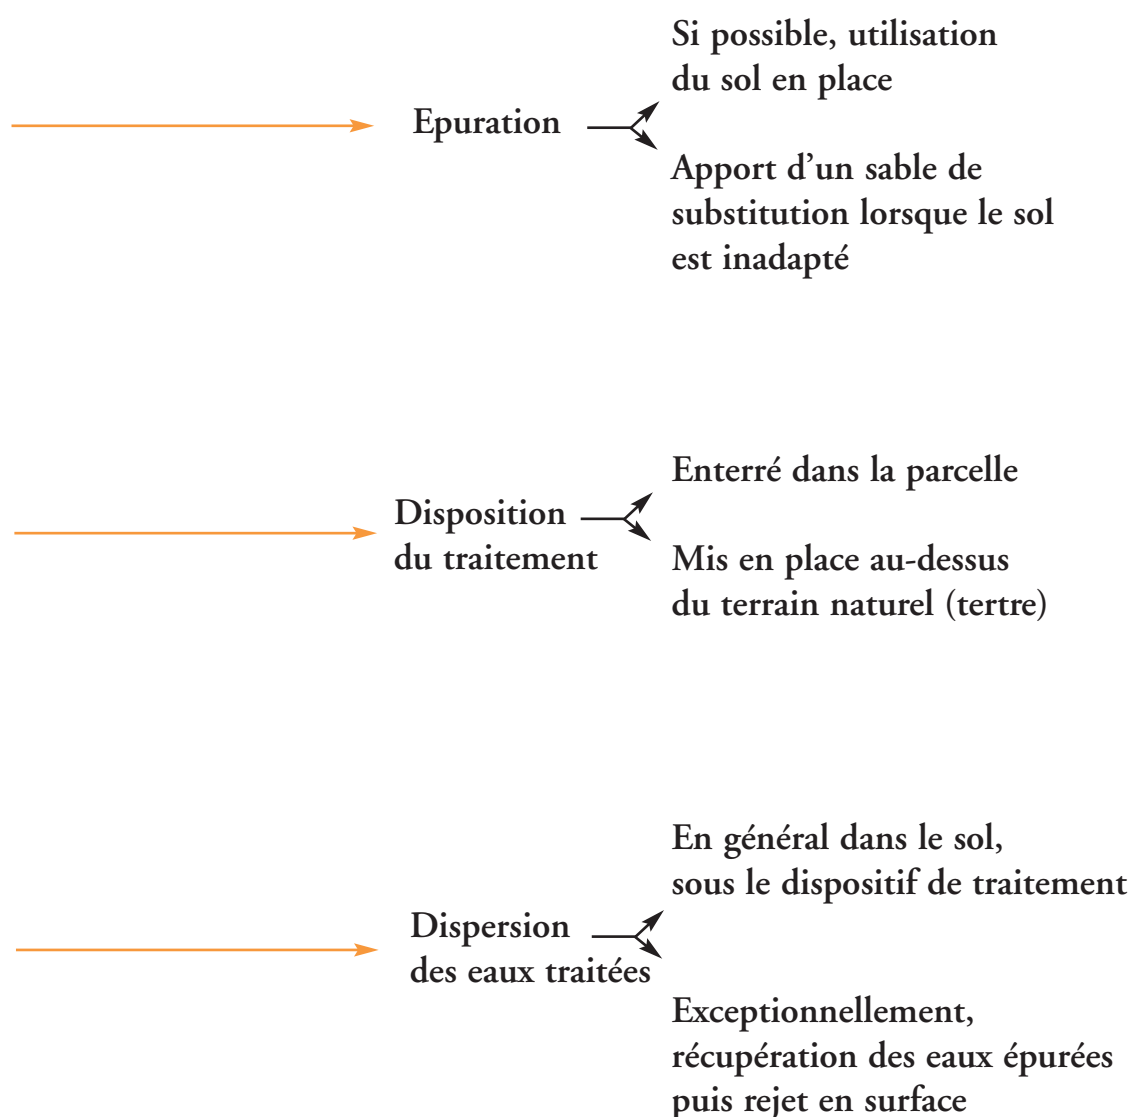 Si possible, utilisation
du sol en place
Epuration
Apport d’un sable de
substitution lorsque le sol
est inadapté
Enterré dans la parcelle
Disposition
du traitement
Mis en place au-dessus
du terrain naturel (tertre)
En général dans le sol,
sous le dispositif de traitement
Dispersion
des eaux traitées
Exceptionnellement,
récupération des eaux épurées
puis rejet en surface